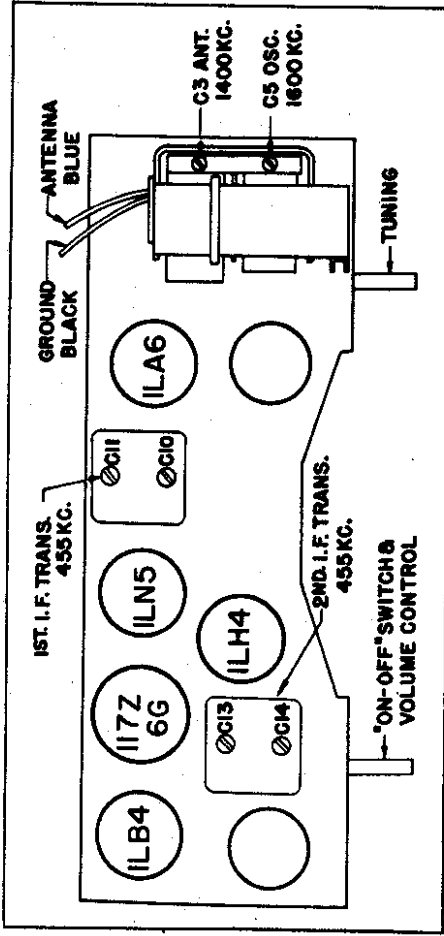 GROUND
BLACK
ANTENNA
BLUE
C3 ANT.
1400KC.
C5 OSC.
1600KC.
TUNING
1ST. I.F. TRANS.
455KC.
C11
C10
1LA6
1LN5
117Z
6G
1LB4
1LH4
C13
C14
2ND. I.F. TRANS.
455KC.
"ON-OFF" SWITCH &
VOLUME CONTROL